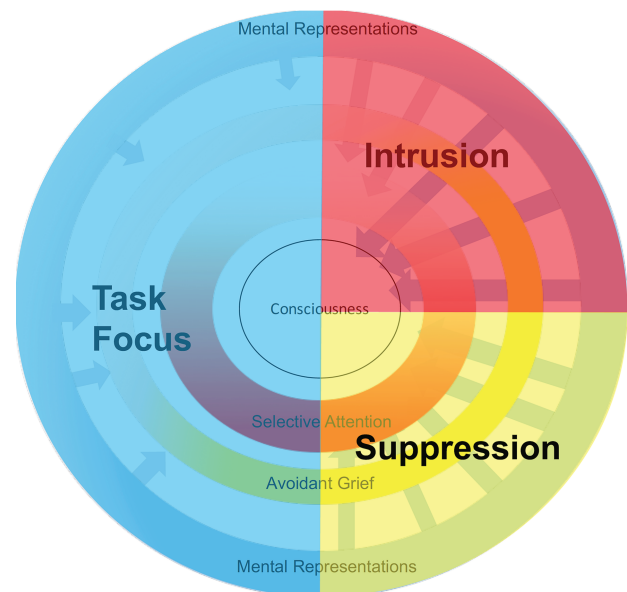 Mental Representations
Intrusion
Task
Focus
Consciousness
Selective Attention
Suppression
Avoidant Grief
Mental Representations